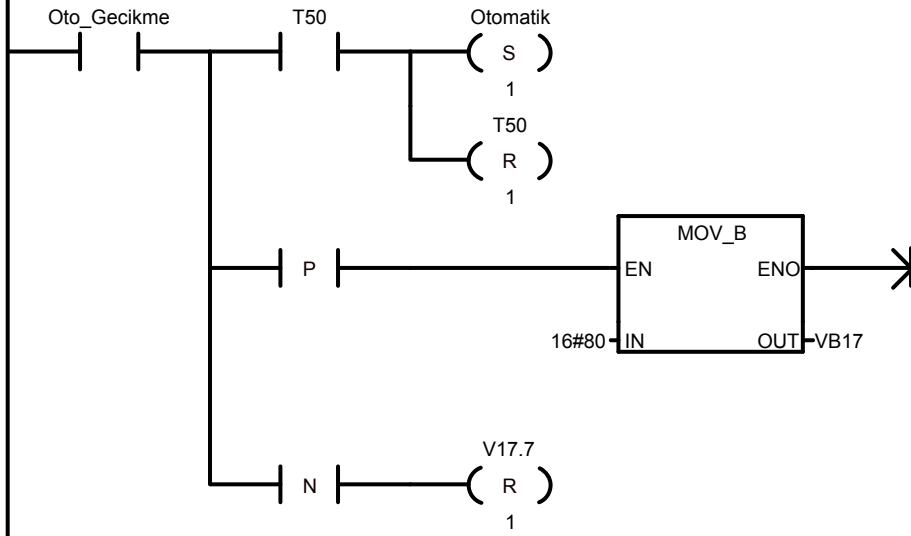 Oto_Gecikme T50 Otomatik
S
1
T50
R
1
MOV_B
P EN ENO
16#80 IN OUT VB17
V17.7
N R
1